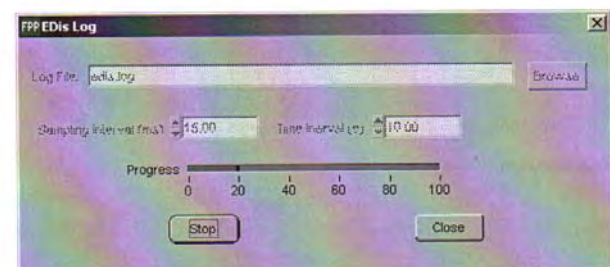 FPP EDis Log
Log File: edis.log Browse
Sampling Interval (ms) 15.00 Time Interval (s) 10.00
Progress
0 20 40 60 80 100
Stop Close